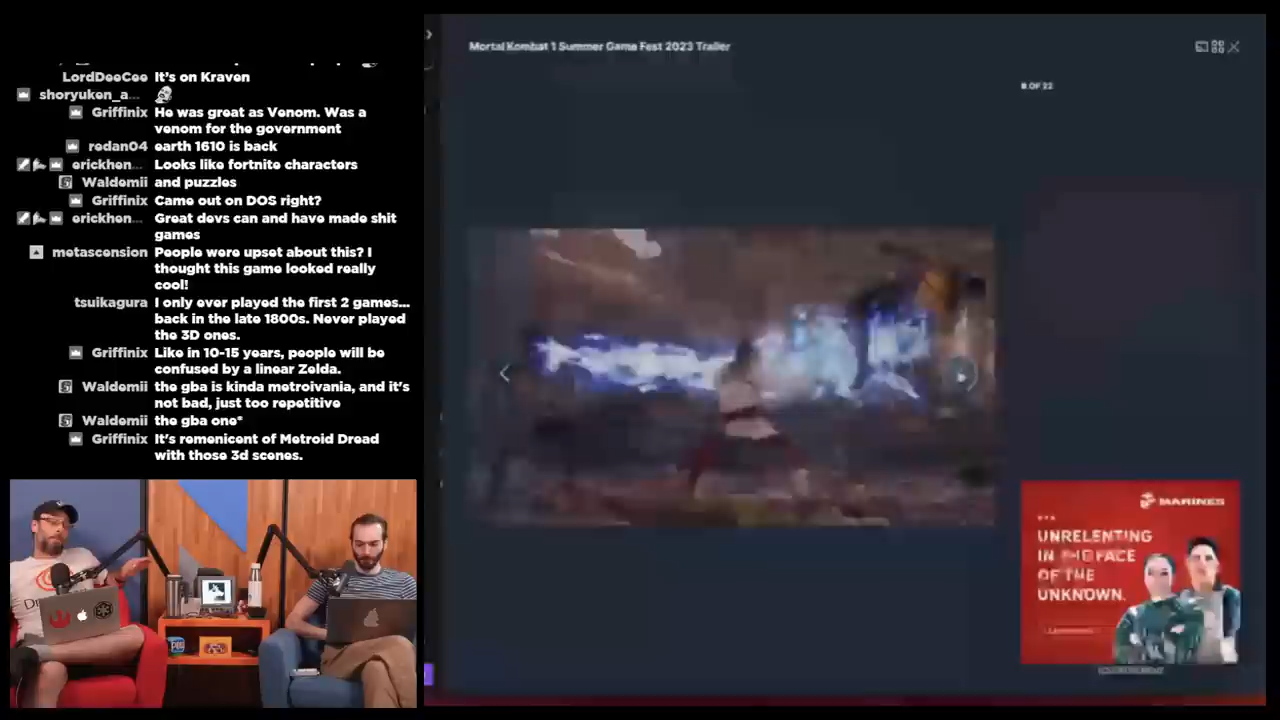 LordDeeCee It's on Kraven
shoryuken_a...
Griffinix He was great as Venom. Was a
venom for the government
redan04 earth 1610 is back
erickhen... Looks like fortnite characters
Waldemii and puzzles
Griffinix Came out on DOS right?
erickhen... Great devs can and have made shit
games
metascension People were upset about this? I
thought this game looked really
cool!
tsuikagura I only ever played the first 2 games...
back in the late 1800s. Never played
the 3D ones.
Griffinix Like in 10-15 years, people will be
confused by a linear Zelda.
Waldemii the gba is kinda metroivania, and it's
not bad, just too repetitive
Waldemii the gba one*
Griffinix It's remenicent of Metroid Dread
with those 3d scenes.
Mortal Kombat 1 Summer Game Fest 2023 Trailer
8 OF 22
MARINES
UNRELENTING
IN THE FACE
OF THE
UNKNOWN.